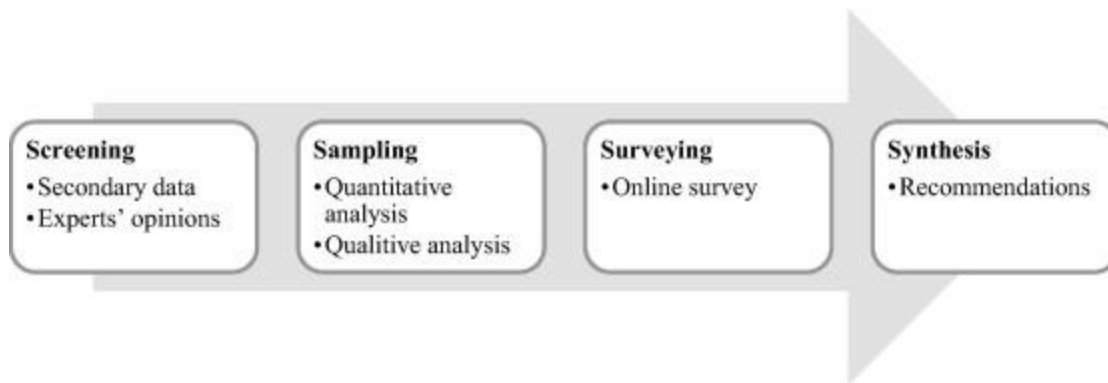 Screening
•Secondary data
•Experts’ opinions
Sampling
•Quantitative
analysis
•Qualitive analysis
Surveying
•Online survey
Synthesis
•Recommendations